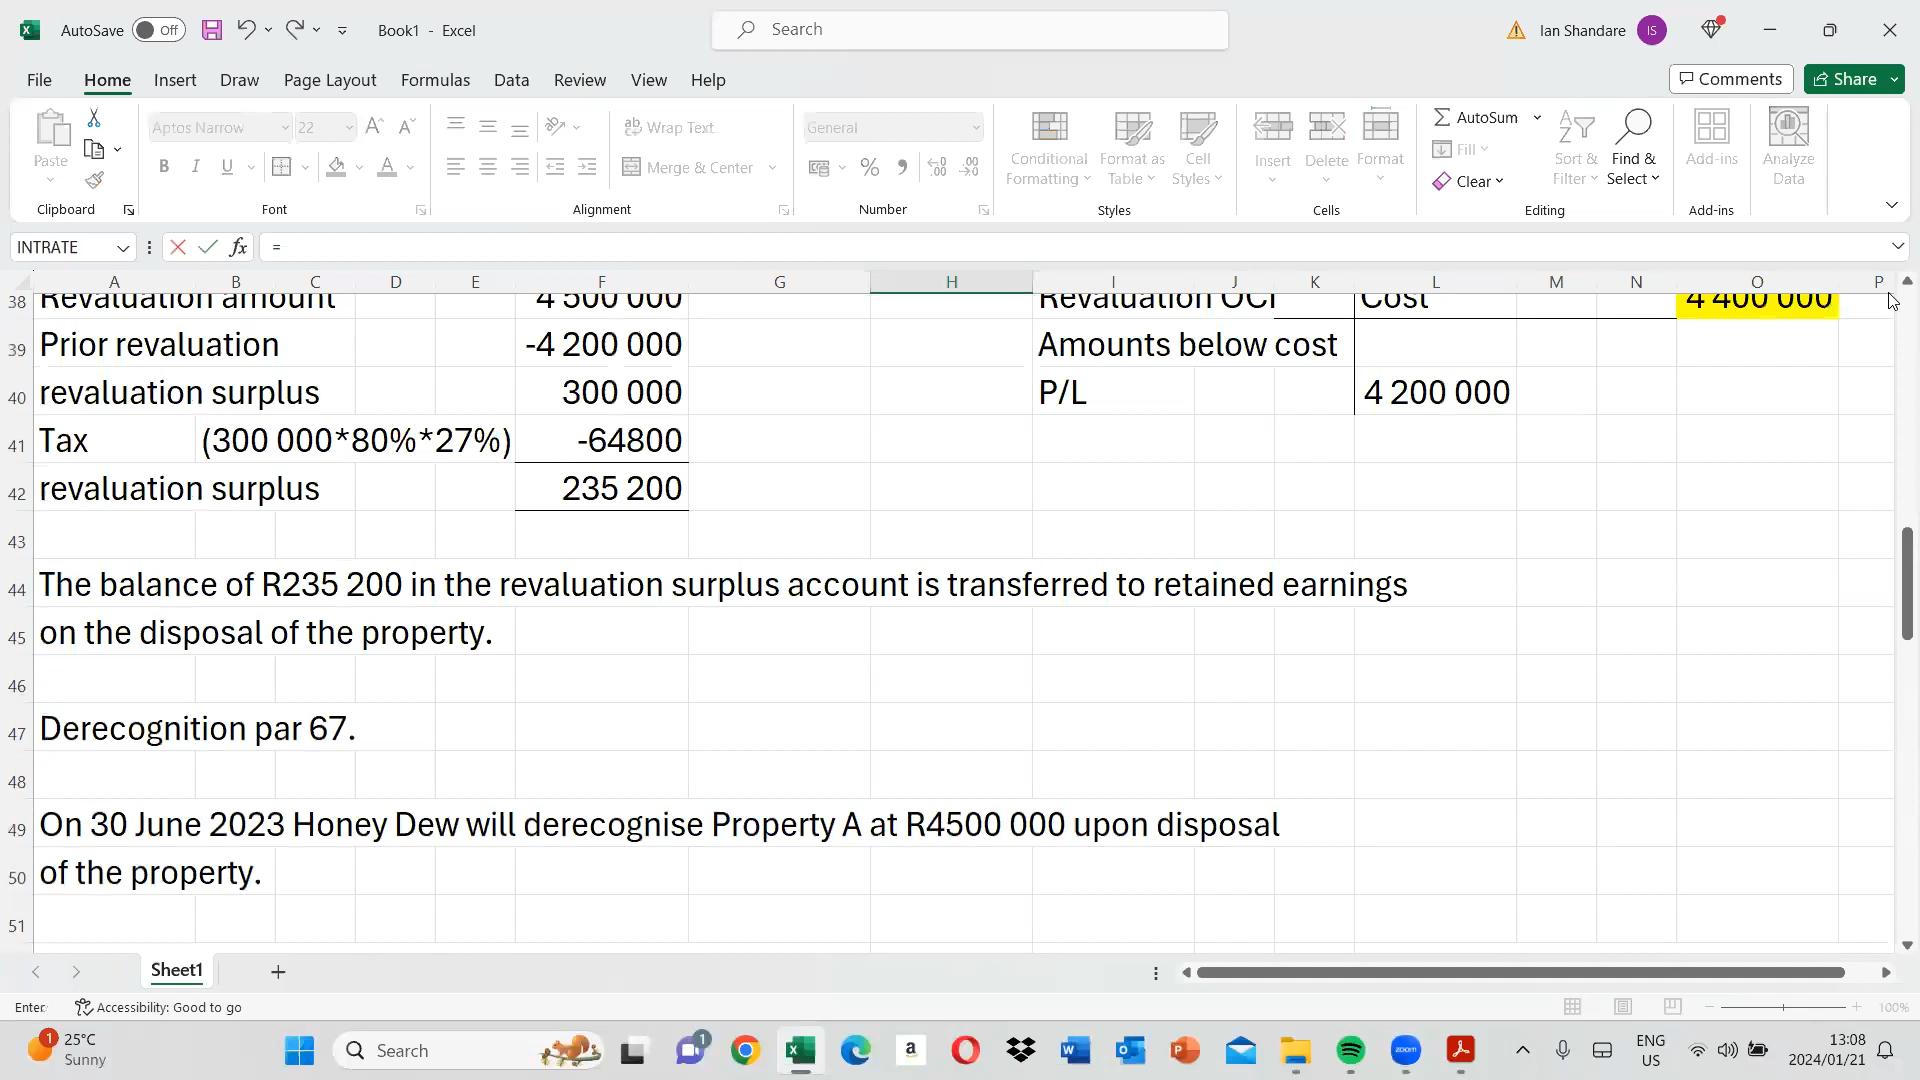 AutoSave Off Book1 - Excel Search Ian Shandare IS
File Home Insert Draw Page Layout Formulas Data Review View Help Comments Share
Paste Aptos Narrow 22 Wrap Text General Conditional Formatting Format as Table Cell Styles Insert Delete Format AutoSum Sort & Filter Find & Select Add-ins Analyze Data
B I U Merge & Center % Fill
Clear
Clipboard Font Alignment Number Styles Cells Editing Add-ins
INTRATE fx =
A B C D E F G H I J K L M N O P
38 Revaluation amount 4 500 000 Revaluation OCI Cost 4 400 000
39 Prior revaluation -4 200 000 Amounts below cost
40 revaluation surplus 300 000 P/L 4 200 000
41 Tax (300 000*80%*27%) -64800
42 revaluation surplus 235 200
43
44 The balance of R235 200 in the revaluation surplus account is transferred to retained earnings
45 on the disposal of the property.
46
47 Derecognition par 67.
48
49 On 30 June 2023 Honey Dew will derecognise Property A at R4500 000 upon disposal
50 of the property.
51
Sheet1
Enter Accessibility: Good to go 100%
1 25°C
Sunny
Search
1
a
zoom
ENG
US
13:08
2024/01/21